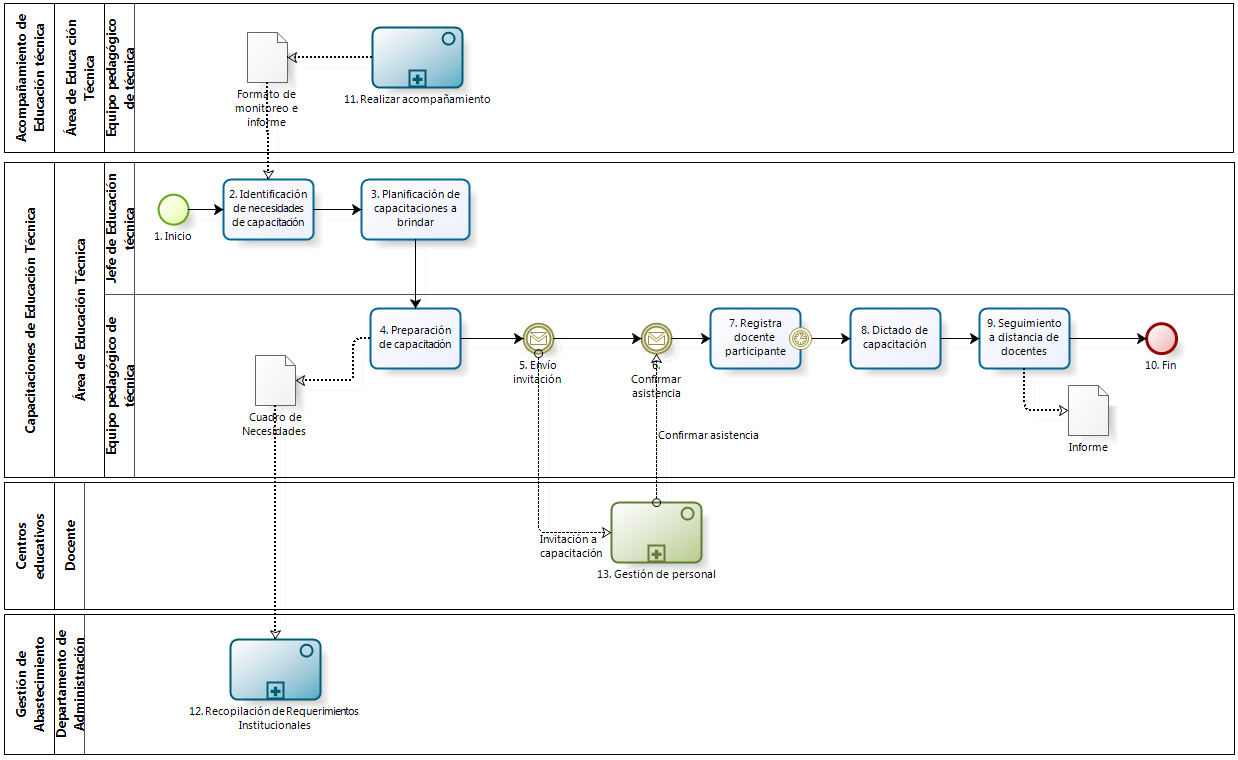 Acompañamiento de
Educación técnica
Área de Educa ción
Técnica
Equipo pedagógico
de técnica
Formato de
monitoreo e
informe
11. Realizar acompañamiento
Capacitaciones de Educación Técnica
Área de Educación Técnica
Jefe de Educación
técnica
1. Inicio
2. Identificación
de necesidades
de capacitación
3. Planificación de
capacitaciones a
brindar
Equipo pegagógico de
técnica
4. Preparación
de capacitación
5. Envío
invitación
6.
Confirmar
asistencia
7. Registra
docente
participante
8. Dictado de
capacitación
9. Seguimiento
a distancia de
docentes
10. Fin
Cuadro de
Necesidades
Confirmar asistencia
Informe
Centros
educativos
Docente
Invitación a
capacitación
13. Gestión de personal
Gestión de
Abastecimiento
Departamento de
Administración
12. Recopilación de Requerimientos
Institucionales